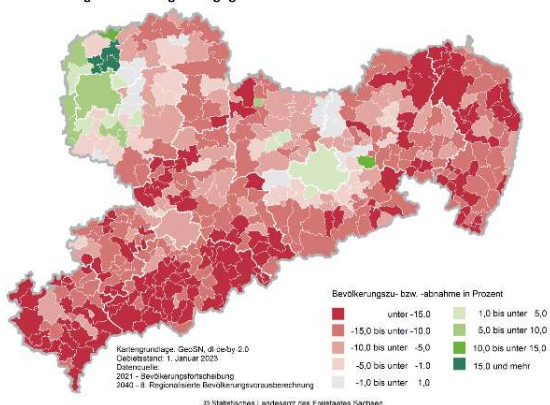 Bevölkerungszu- bzw. -abnahme in Prozent
unter -15.0
-15,0 bis unter -10.0
-10,0 bis unter -5,0
-5,0 bis unter -1.0
-1,0 bis unter 1,0
1,0 bis unter 5,0
5,0 bis unter 10,0
10,0 bis unter 15,0
15.0 und mehr
Kartengrundlage: GeoSN, dl de/by-2.0
Gebietsstand: 1. Januar 2023
Datenquelle:
2021 - Bevölkerungsfortscheibung
2040 - 8. Regionalisierte Bevölkerungsvorausberechnung
© Statistisches Landesamt des Freistaates Sachsen